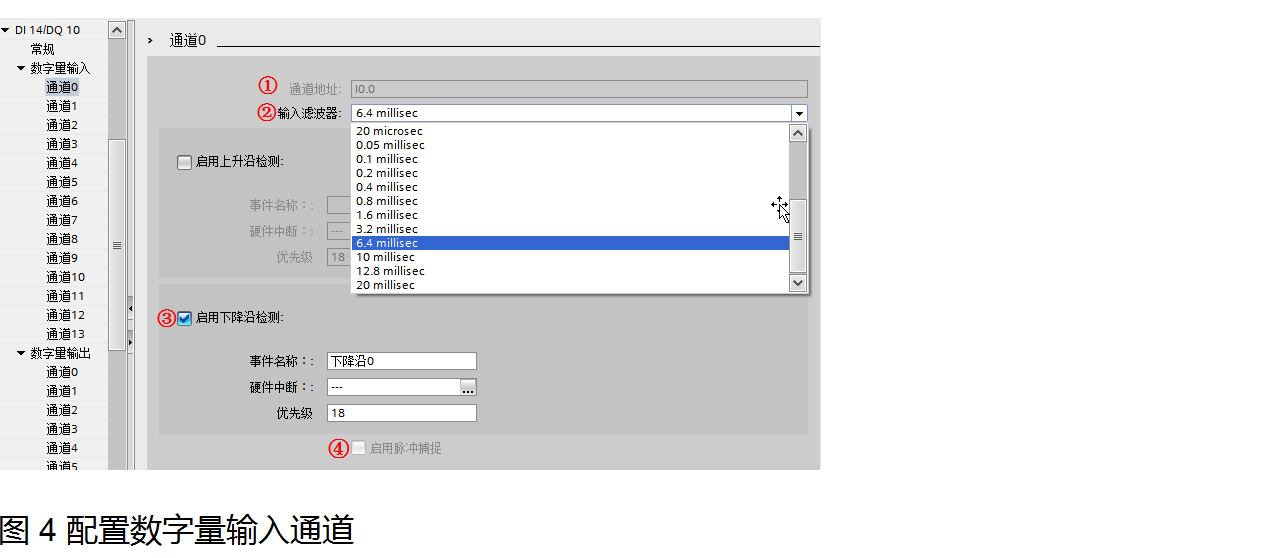 DI 14/DQ 10
常规
数字量输入
通道0
通道1
通道2
通道3
通道4
通道5
通道6
通道7
通道8
通道9
通道10
通道11
通道12
通道13
数字量输出
通道0
通道1
通道2
通道3
通道4
通道5
通道0
① 通道地址: I0.0
② 输入滤波器: 6.4 millisec
20 microsec
0.05 millisec
0.1 millisec
0.2 millisec
0.4 millisec
0.8 millisec
1.6 millisec
3.2 millisec
6.4 millisec
10 millisec
12.8 millisec
20 millisec
启用上升沿检测:
事件名称::
硬件中断:: ---
优先级 18
③ 启用下降沿检测:
事件名称:: 下降沿0
硬件中断:: --- ...
优先级 18
④ 启用脉冲捕捉
图 4 配置数字量输入通道